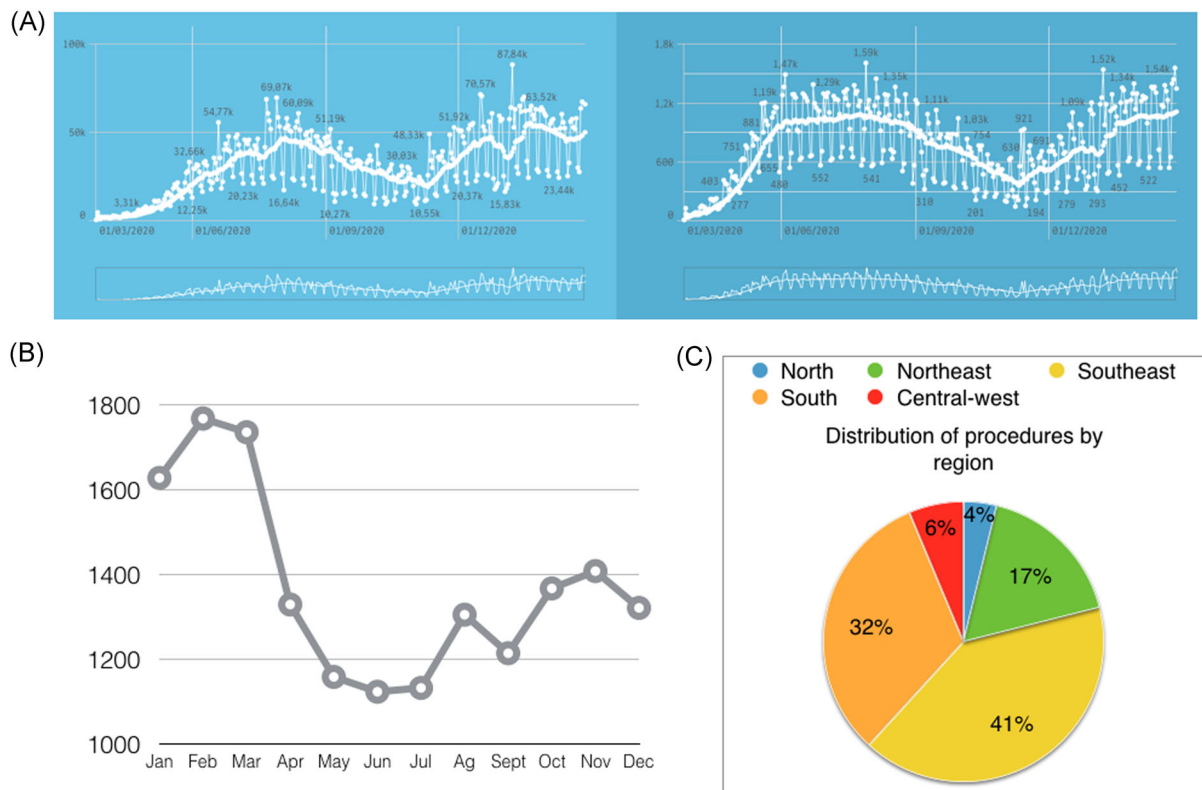 (A)
100k
50k
0
3,31k
32,66k
12,25k
54,77k
20,23k
69,07k
60,09k
16,64k
51,19k
10,27k
30,03k
48,33k
10,55k
51,92k
20,37k
70,57k
15,83k
87,84k
63,52k
23,44k
01/03/2020
01/06/2020
01/09/2020
01/12/2020
1,8k
1,2k
600
0
403
277
751
881
1,19k
655
480
1,47k
1,29k
552
1,59k
541
1,35k
1,11k
310
1,03k
754
201
630
921
194
691
279
1,09k
293
1,52k
452
1,34k
522
1,54k
01/03/2020
01/06/2020
01/09/2020
01/12/2020
(B)
1800
1600
1400
1200
1000
Jan Feb Mar Apr May Jun Jul Ag Sept Oct Nov Dec
(C)
North Northeast Southeast
South Central-west
Distribution of procedures by
region
4%
6%
17%
32%
41%